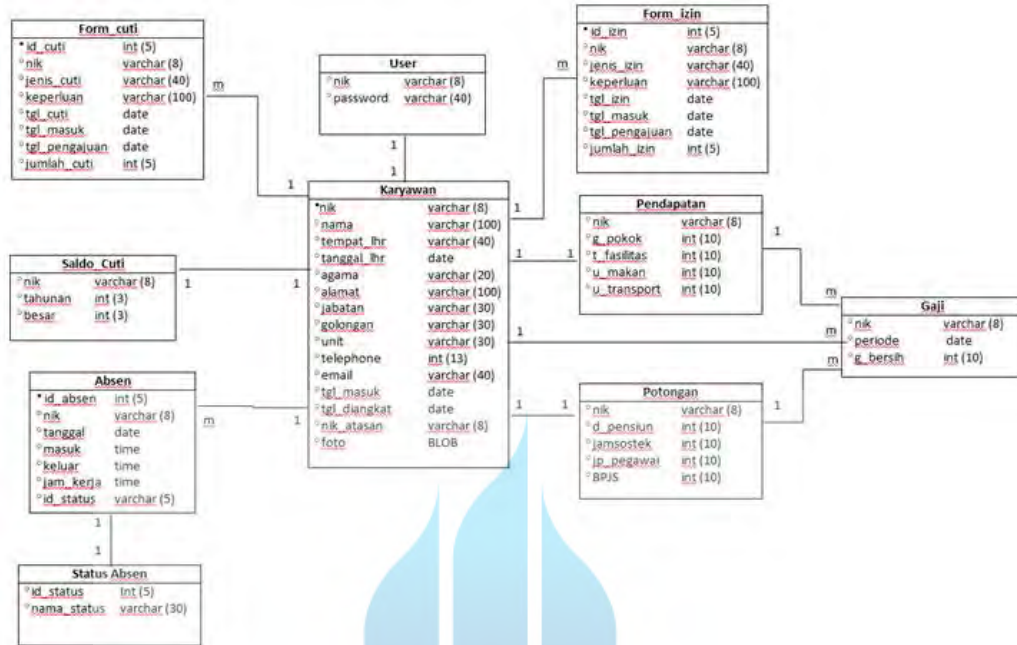 Form_cuti
id_cuti int (5)
nik varchar (8)
jenis_cuti varchar (40)
keperluan varchar (100)
tgl_cuti date
tgl_masuk date
tgl_pengajuan date
jumlah_cuti int (5)
m
1
User
nik varchar (8)
password varchar (40)
1
1
Form_izin
id_izin int (5)
nik varchar (8)
jenis_izin varchar (40)
keperluan varchar (100)
tgl_izin date
tgl_masuk date
tgl_pengajuan date
jumlah_izin int (5)
m
1
Karyawan
nik varchar (8)
nama varchar (100)
tempat_lhr varchar (40)
tanggal_lhr date
agama varchar (20)
alamat varchar (100)
jabatan varchar (30)
golongan varchar (30)
unit varchar (30)
telephone int (13)
email varchar (40)
tgl_masuk date
tgl_diangkat date
nik_atasan varchar (8)
foto BLOB
Pendapatan
nik varchar (8)
g_pokok int (10)
t_fasilitas int (10)
u_makan int (10)
u_transport int (10)
1 1
1
m
Saldo_Cuti
nik varchar (8)
tahunan int (3)
besar int (3)
1 1
Gaji
nik varchar (8)
periode date
g_bersih int (10)
1 m
m
Absen
id_absen int (5)
nik varchar (8)
tanggal date
masuk time
keluar time
jam_kerja time
id_status varchar (5)
m 1
Potongan
nik varchar (8)
d_pensiun int (10)
jamsostek int (10)
jp_pegawai int (10)
BPJS int (10)
1 1
1
1
1
Status Absen
id_status Int (5)
nama_status varchar (30)